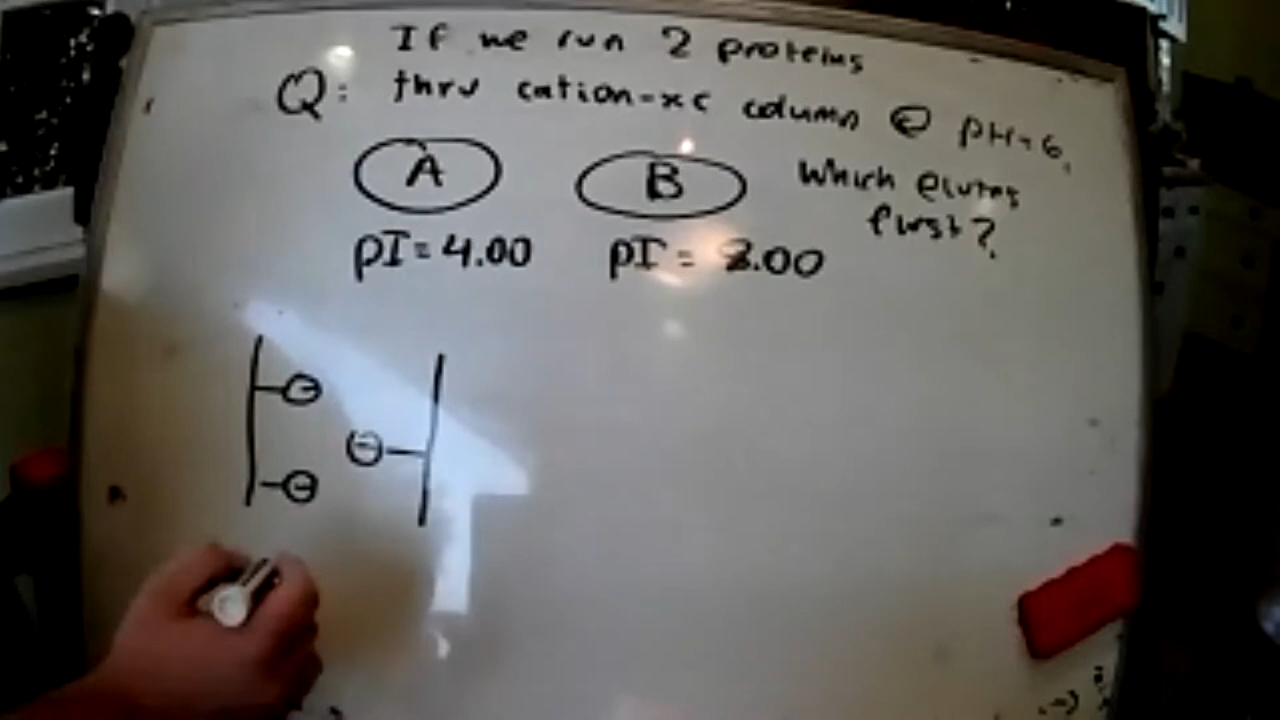 If we run 2 proteins
Q: thru cation-xc column @ pH=6.
Which elutes
first?
A
B
pI=4.00
pI=8.00